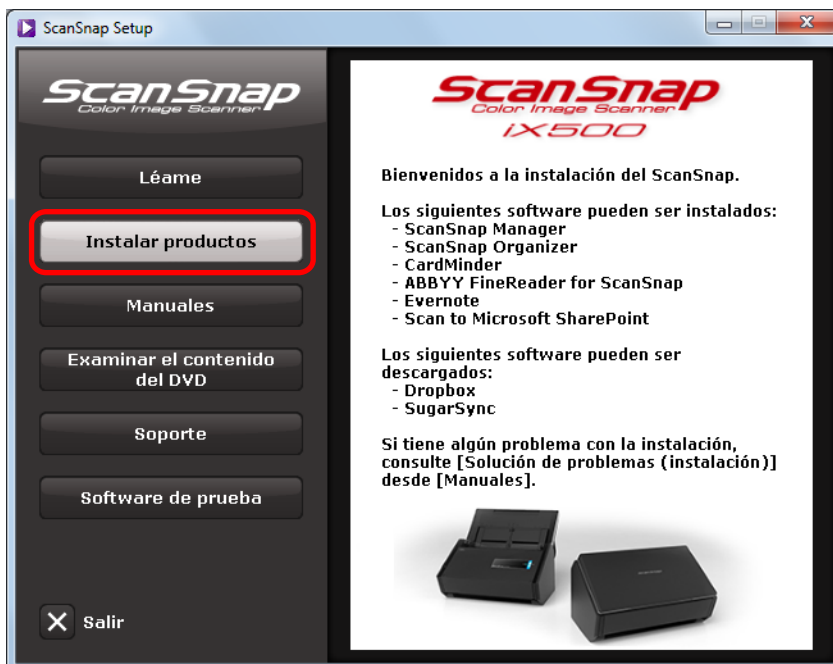 ScanSnap Setup
ScanSnap
Color Image Scanner
Léame
Instalar productos
Manuales
Examinar el contenido
del DVD
Soporte
Software de prueba
Salir
ScanSnap
Color Image Scanner
iX500
Bienvenidos a la instalación del ScanSnap.
Los siguientes software pueden ser instalados:
- ScanSnap Manager
- ScanSnap Organizer
- CardMinder
- ABBYY FineReader for ScanSnap
- Evernote
- Scan to Microsoft SharePoint
Los siguientes software pueden ser
descargados:
- Dropbox
- SugarSync
Si tiene algún problema con la instalación,
consulte [Solución de problemas (instalación)]
desde [Manuales].